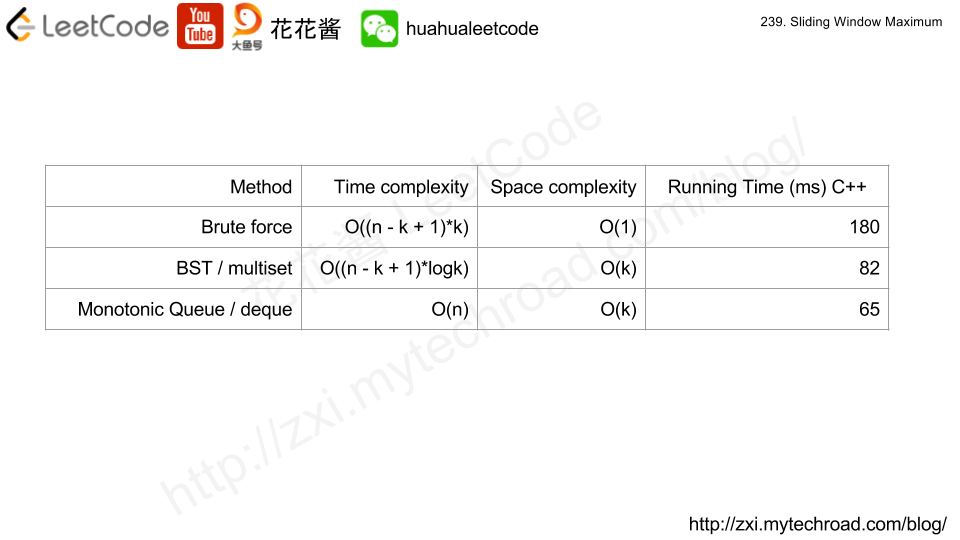 LeetCode You Tube 大鱼号 花花酱 huahualeetcode 239. Sliding Window Maximum
花花酱 LeetCode
http://zxi.mytechroad.com/blog/
Method Time complexity Space complexity Running Time (ms) C++
Brute force O((n - k + 1)*k) O(1) 180
BST / multiset O((n - k + 1)*logk) O(k) 82
Monotonic Queue / deque O(n) O(k) 65
http://zxi.mytechroad.com/blog/